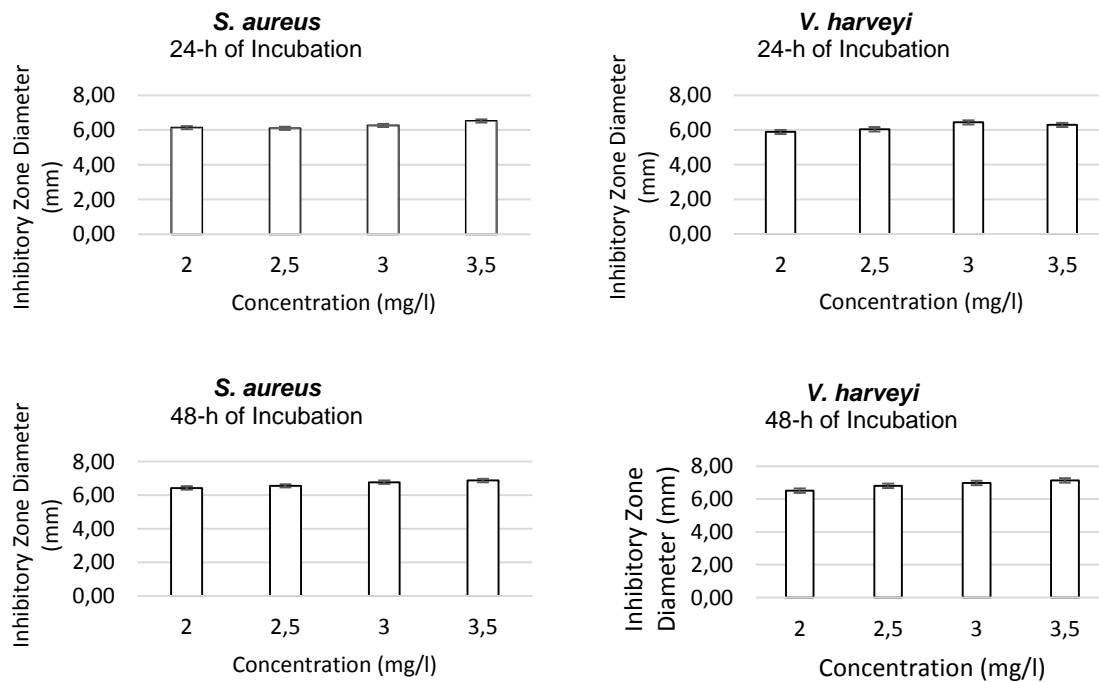 S. aureus
24-h of Incubation
Inhibitory Zone Diameter
(mm)
8,00
6,00
4,00
2,00
0,00
2 2,5 3 3,5
Concentration (mg/l)
V. harveyi
24-h of Incubation
Inhibitory Zone Diameter
(mm)
8,00
6,00
4,00
2,00
0,00
2 2,5 3 3,5
Concentration (mg/l)
S. aureus
48-h of Incubation
Inhibitory Zone Diameter
(mm)
8,00
6,00
4,00
2,00
0,00
2 2,5 3 3,5
Concentration (mg/l)
V. harveyi
48-h of Incubation
Inhibitory Zone
Diameter (mm)
8,00
6,00
4,00
2,00
0,00
2 2,5 3 3,5
Concentration (mg/l)